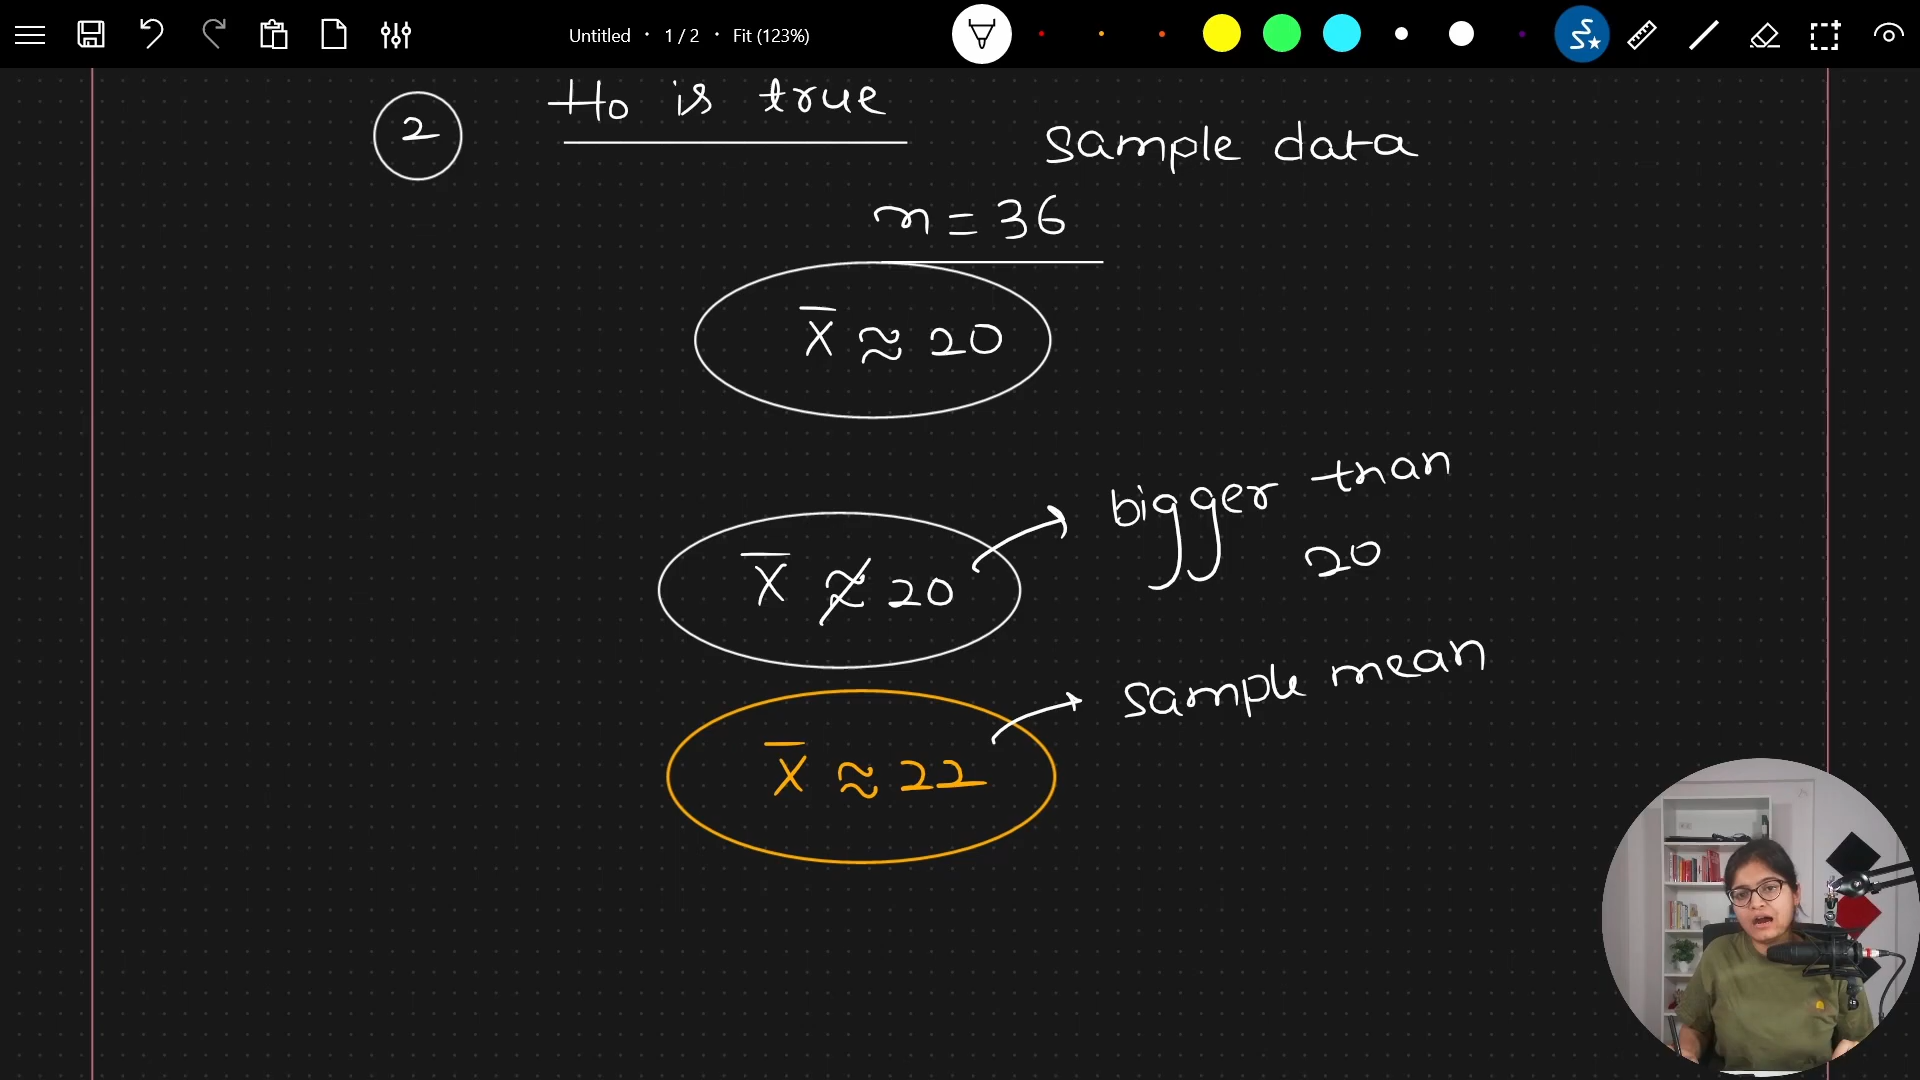 Untitled • 1 / 2 • Fit (123%)
2
H0 is true
sample data
n = 36
X̄ ≈ 20
bigger than
20
X̄ ≉ 20
sample mean
X̄ ≈ 22